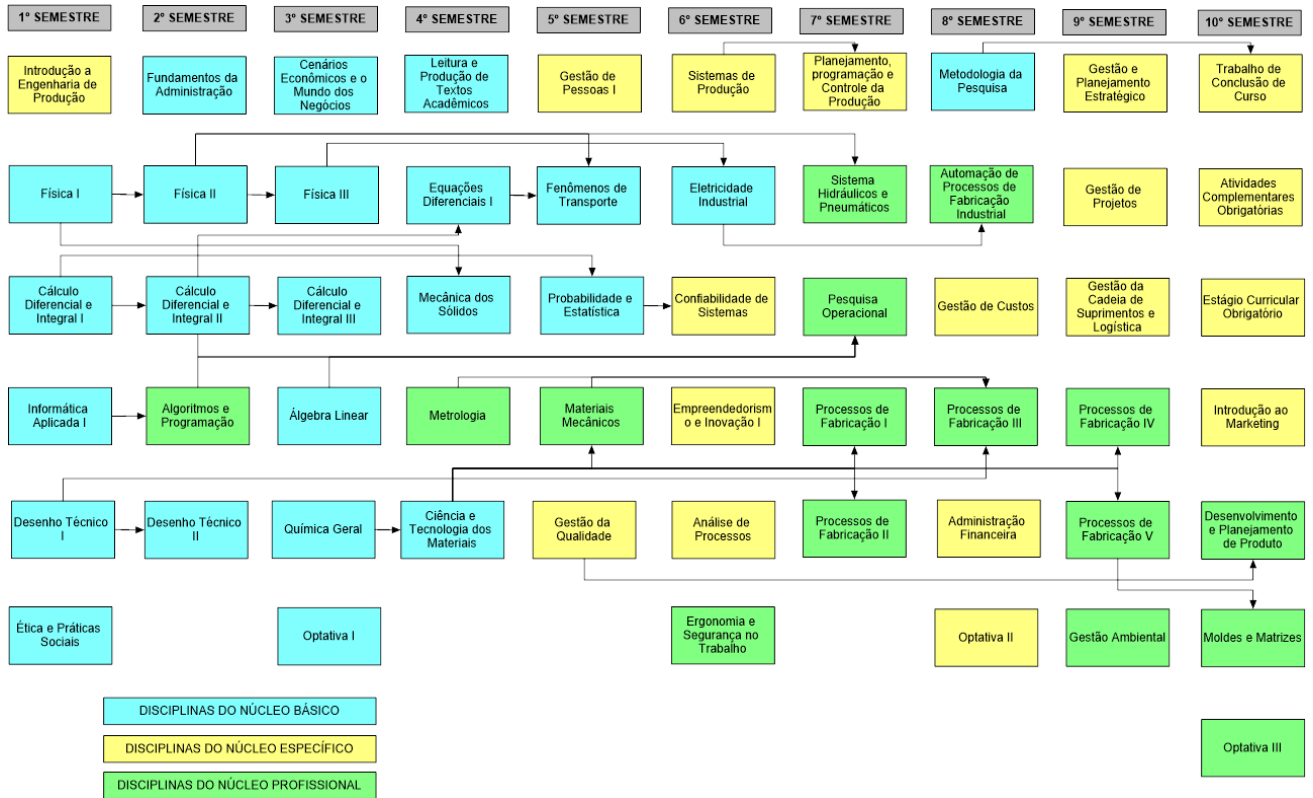 1º SEMESTRE
2º SEMESTRE
3º SEMESTRE
4º SEMESTRE
5º SEMESTRE
6º SEMESTRE
7º SEMESTRE
8º SEMESTRE
9º SEMESTRE
10º SEMESTRE
Introdução a
Engenharia de
Produção
Fundamentos da
Administração
Cenários
Econômicos e o
Mundo dos
Negócios
Leitura e
Produção de
Textos
Acadêmicos
Gestão de
Pessoas I
Sistemas de
Produção
Planejamento,
programação e
Controle da
Produção
Metodologia da
Pesquisa
Gestão e
Planejamento
Estratégico
Trabalho de
Conclusão de
Curso
Física I
Física II
Física III
Equações
Diferenciais I
Fenômenos de
Transporte
Eletricidade
Industrial
Sistema
Hidráulicos e
Pneumáticos
Automação de
Processos de
Fabricação
Industrial
Gestão de
Projetos
Atividades
Complementares
Obrigatórias
Cálculo
Diferencial e
Integral I
Cálculo
Diferencial e
Integral II
Cálculo
Diferencial e
Integral III
Mecânica dos
Sólidos
Probabilidade e
Estatística
Confiabilidade de
Sistemas
Pesquisa
Operacional
Gestão de Custos
Gestão da
Cadeia de
Suprimentos e
Logística
Estágio Curricular
Obrigatório
Informática
Aplicada I
Algoritmos e
Programação
Álgebra Linear
Metrologia
Materiais
Mecânicos
Empreendedorism
o e Inovação I
Processos de
Fabricação I
Processos de
Fabricação III
Processos de
Fabricação IV
Introdução ao
Marketing
Desenho Técnico
I
Desenho Técnico
II
Química Geral
Ciência e
Tecnologia dos
Materiais
Gestão da
Qualidade
Análise de
Processos
Processos de
Fabricação II
Administração
Financeira
Processos de
Fabricação V
Desenvolvimento
e Planejamento
de Produto
Ética e Práticas
Sociais
Optativa I
Ergonomia e
Segurança no
Trabalho
Optativa II
Gestão Ambiental
Moldes e Matrizes
DISCIPLINAS DO NÚCLEO BÁSICO
DISCIPLINAS DO NÚCLEO ESPECÍFICO
DISCIPLINAS DO NÚCLEO PROFISSIONAL
Optativa III